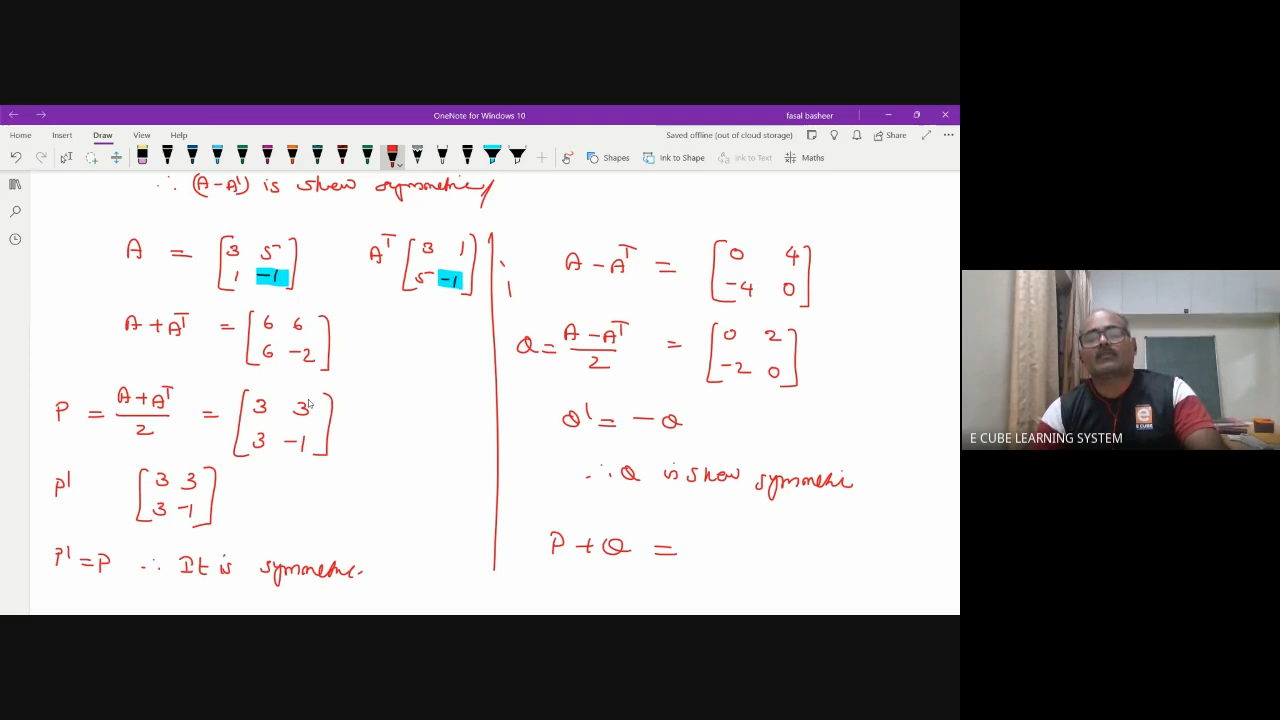 OneNote for Windows 10
fasal basheer
Home Insert Draw View Help
Saved offline (out of cloud storage) Share
Shapes Ink to Shape Ink to Text Maths
∴ (A - A') is skew symmetric
A = [3 5
1 -1]
A^T [3 1
5 -1]
A + A^T = [6 6
6 -2]
P = (A + A^T)/2 = [3 3
3 -1]
P' [3 3
3 -1]
P' = P ∴ It is symmetric.
A - A^T = [0 4
-4 0]
Q = (A - A^T)/2 = [0 2
-2 0]
Q' = -Q
∴ Q is skew symmetric
P + Q =
E CUBE LEARNING SYSTEM
E CUBE